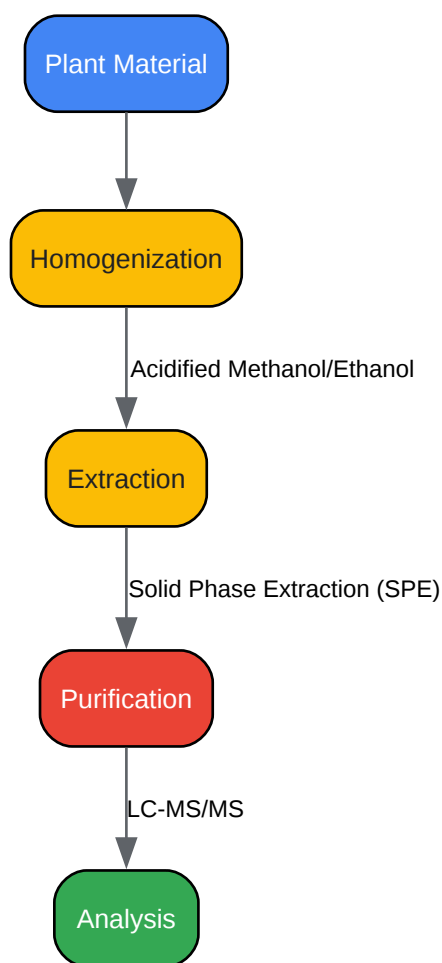 Plant Material
Homogenization
Acidified Methanol/Ethanol
Extraction
Solid Phase Extraction (SPE)
Purification
LC-MS/MS
Analysis